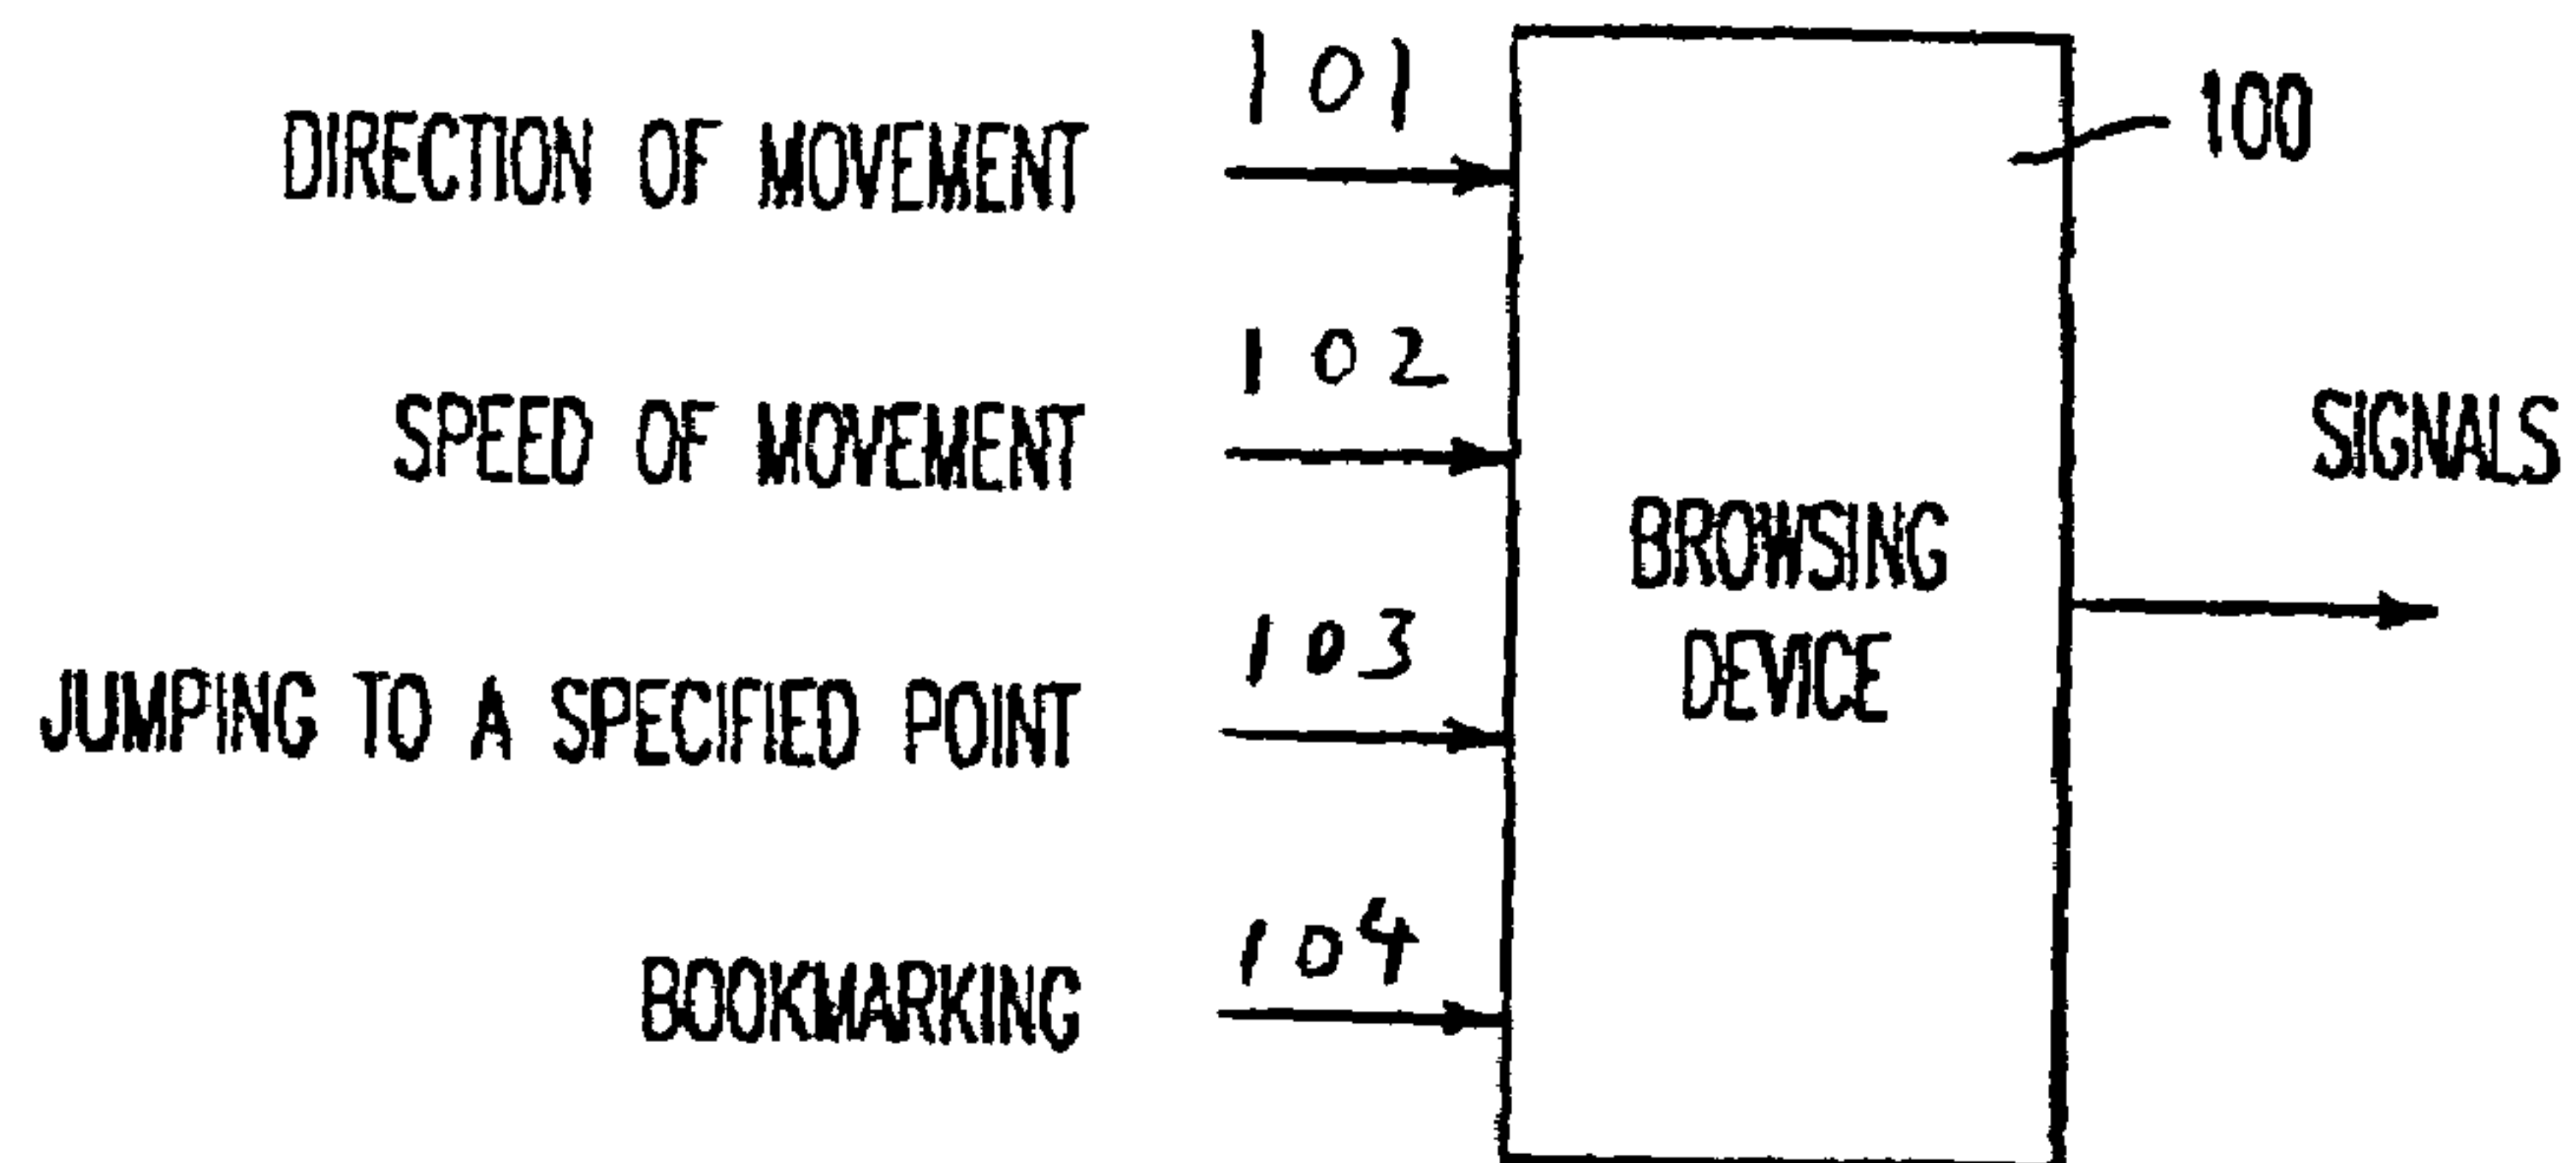 101
DIRECTION OF MOVEMENT
100
102
SPEED OF MOVEMENT
SIGNALS
BROWSING
DEVICE
103
JUMPING TO A SPECIFIED POINT
104
BOOKMARKING